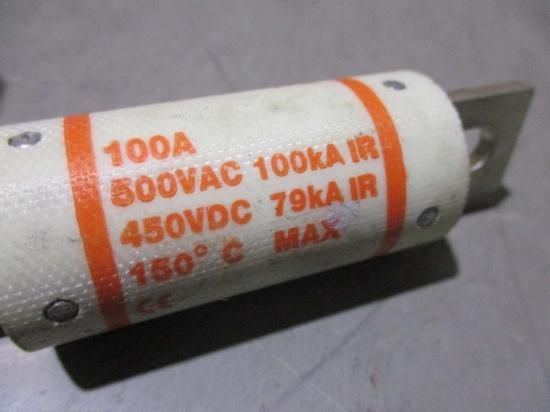 100A
500VAC 100kA IR
450VDC 79kA IR
150° C MAX
CE